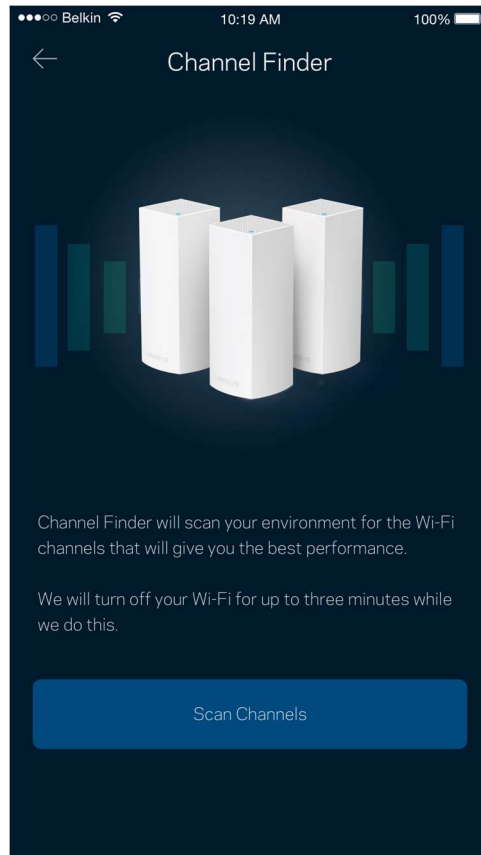 ●●●○○ Belkin 10:19 AM 100%
Channel Finder
Channel Finder will scan your environment for the Wi-Fi
channels that will give you the best performance.
We will turn off your Wi-Fi for up to three minutes while
we do this.
Scan Channels